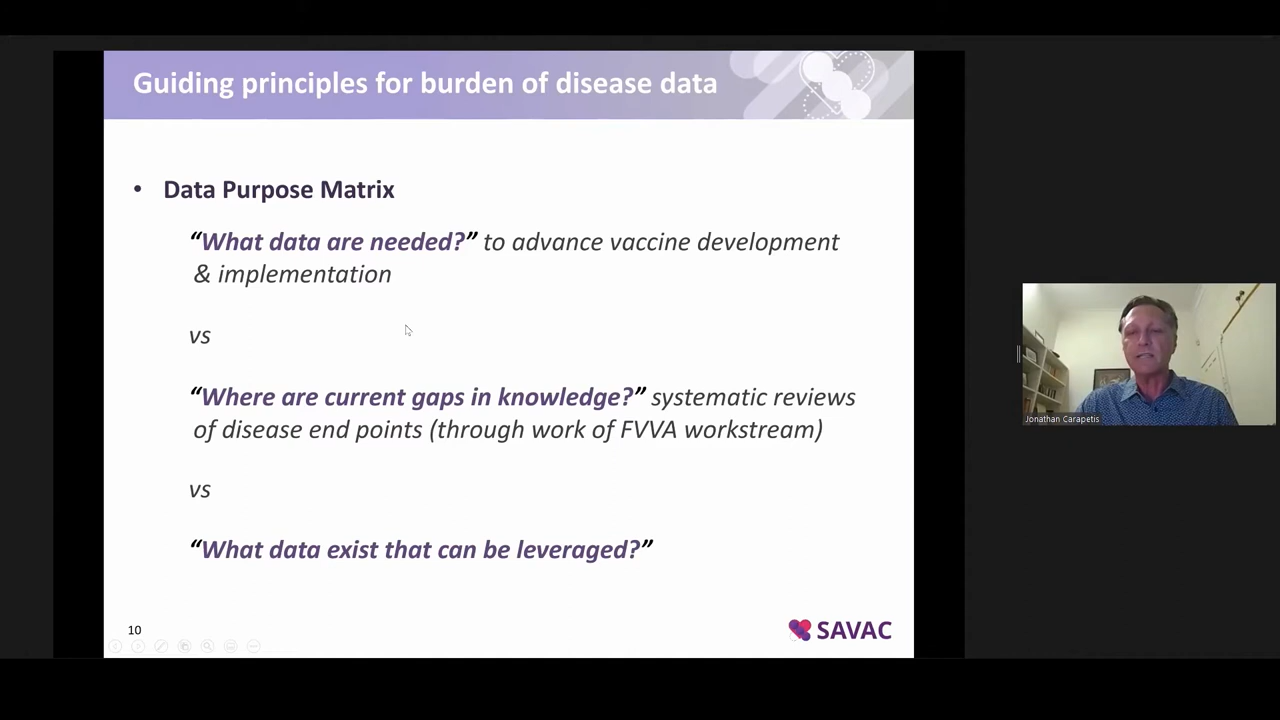 Guiding principles for burden of disease data
• Data Purpose Matrix
“What data are needed?” to advance vaccine development
& implementation
vs
“Where are current gaps in knowledge?” systematic reviews
of disease end points (through work of FVVA workstream)
vs
“What data exist that can be leveraged?”
10
SAVAC
Jonathan Carapetis